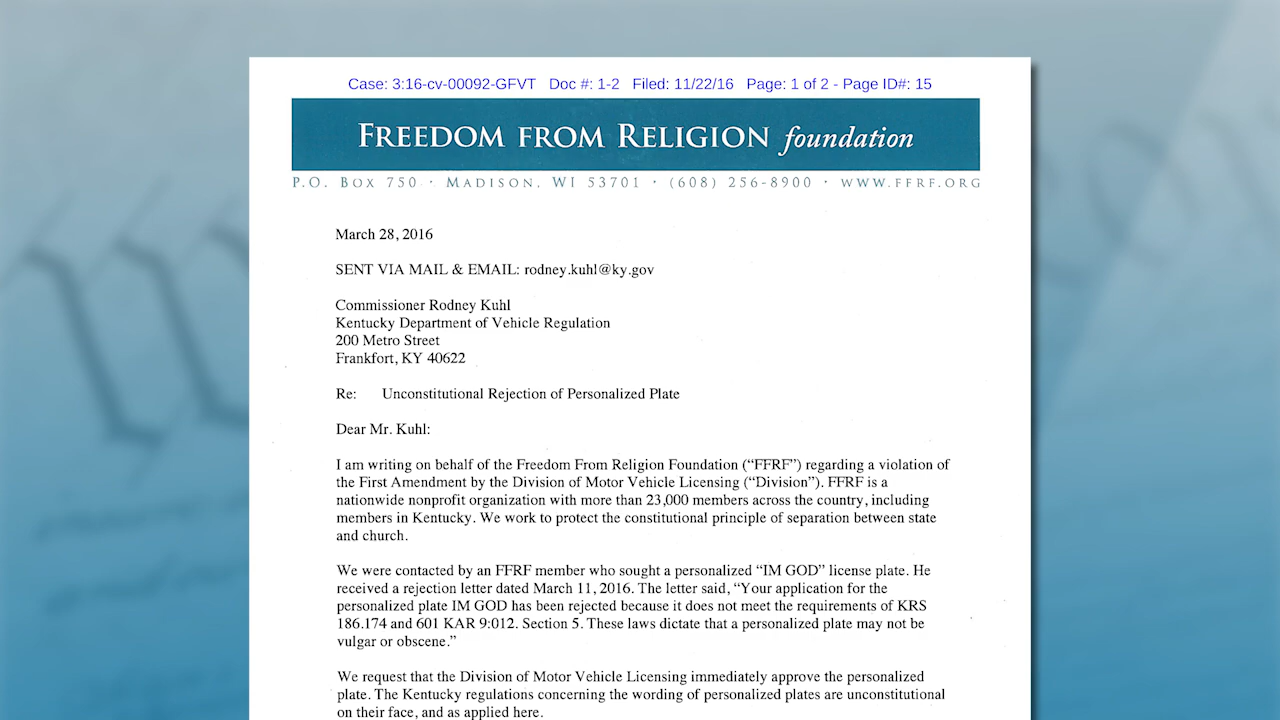 Case: 3:16-cv-00092-GFVT Doc #: 1-2 Filed: 11/22/16 Page: 1 of 2 - Page ID#: 15
FREEDOM FROM RELIGION foundation
P.O. BOX 750 · MADISON, WI 53701 · (608) 256-8900 · WWW.FFRF.ORG
March 28, 2016
SENT VIA MAIL & EMAIL: rodney.kuhl@ky.gov
Commissioner Rodney Kuhl
Kentucky Department of Vehicle Regulation
200 Metro Street
Frankfort, KY 40622
Re: Unconstitutional Rejection of Personalized Plate
Dear Mr. Kuhl:
I am writing on behalf of the Freedom From Religion Foundation (“FFRF”) regarding a violation of
the First Amendment by the Division of Motor Vehicle Licensing (“Division”). FFRF is a
nationwide nonprofit organization with more than 23,000 members across the country, including
members in Kentucky. We work to protect the constitutional principle of separation between state
and church.
We were contacted by an FFRF member who sought a personalized “IM GOD” license plate. He
received a rejection letter dated March 11, 2016. The letter said, “Your application for the
personalized plate IM GOD has been rejected because it does not meet the requirements of KRS
186.174 and 601 KAR 9:012. Section 5. These laws dictate that a personalized plate may not be
vulgar or obscene.”
We request that the Division of Motor Vehicle Licensing immediately approve the personalized
plate. The Kentucky regulations concerning the wording of personalized plates are unconstitutional
on their face, and as applied here.